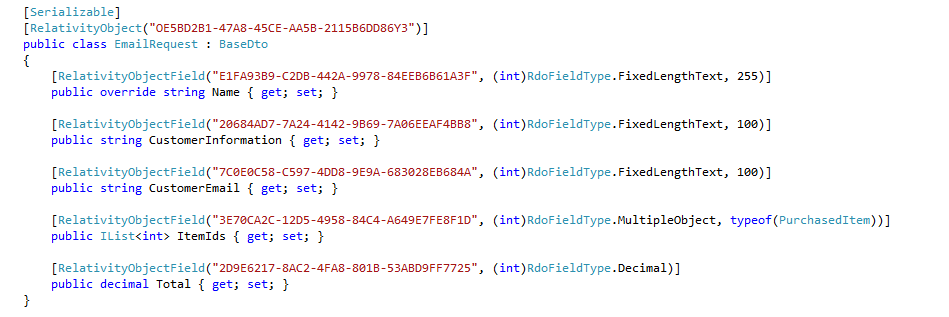 [Serializable]
[RelativityObject("OE5BD2B1-47A8-45CE-AA5B-2115B6DD86Y3")]
public class EmailRequest : BaseDto
{
[RelativityObjectField("E1FA93B9-C2DB-442A-9978-84EEB6B61A3F", (int)RdoFieldType.FixedLengthText, 255)]
public override string Name { get; set; }
[RelativityObjectField("20684AD7-7A24-4142-9B69-7A06EEAF4BB8", (int)RdoFieldType.FixedLengthText, 100)]
public string CustomerInformation { get; set; }
[RelativityObjectField("7C0E0C58-C597-4DD8-9E9A-683028EB684A", (int)RdoFieldType.FixedLengthText, 100)]
public string CustomerEmail { get; set; }
[RelativityObjectField("3E70CA2C-12D5-4958-84C4-A649E7FE8F1D", (int)RdoFieldType.MultipleObject, typeof(PurchasedItem))]
public IList<int> ItemIds { get; set; }
[RelativityObjectField("2D9E6217-8AC2-4FA8-801B-53ABD9FF7725", (int)RdoFieldType.Decimal)]
public decimal Total { get; set; }
}